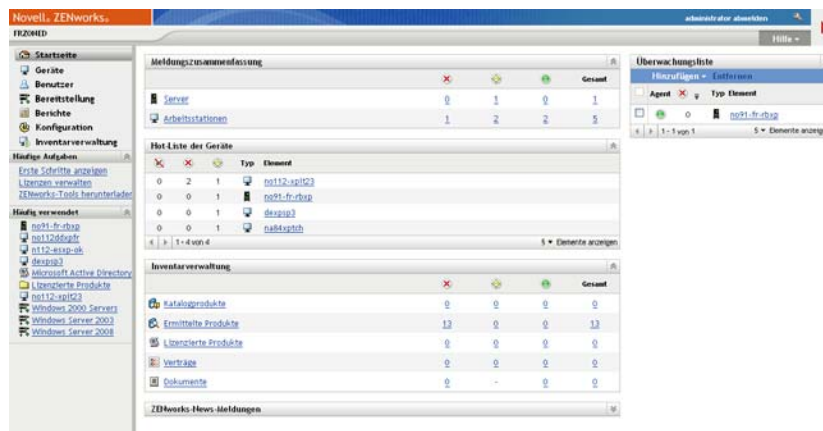 Novell® ZENworks®
administrator abmelden
FRZONED
Hilfe
Startseite
Geräte
Benutzer
Bereitstellung
Berichte
Konfiguration
Inventarverwaltung
Häufige Aufgaben
Erste Schritte anzeigen
Lizenzen verwalten
ZENworks-Tools herunterladen
Häufig verwendet
no91-fr-rbxp
no112ddxpfr
n112-esxp-ok
dexpsp3
Microsoft Active Directory
Lizenzierte Produkte
no112-xplt23
Windows 2000 Servers
Windows Server 2003
Windows Server 2008
Meldungszusammenfassung
Gesamt
Server 0 1 0 1
Arbeitsstationen 1 2 2 5
Hot-Liste der Geräte
Typ Element
0 2 1 no112-xplt23
0 0 1 no91-fr-rbxp
0 0 1 dexpsp3
0 0 1 na84xptch
1 - 4 von 4 5 Elemente anzeigen
Inventarverwaltung
Gesamt
Katalogprodukte 0 0 0 0
Ermittelte Produkte 13 0 0 13
Lizenzierte Produkte 0 0 0 0
Verträge 0 0 0 0
Dokumente 0 - 0 0
ZENworks-News-Meldungen
Überwachungsliste
Hinzufügen Entfernen
Agent Typ Element
0 no91-fr-rbxp
1 - 1 von 1 5 Elemente anzeig